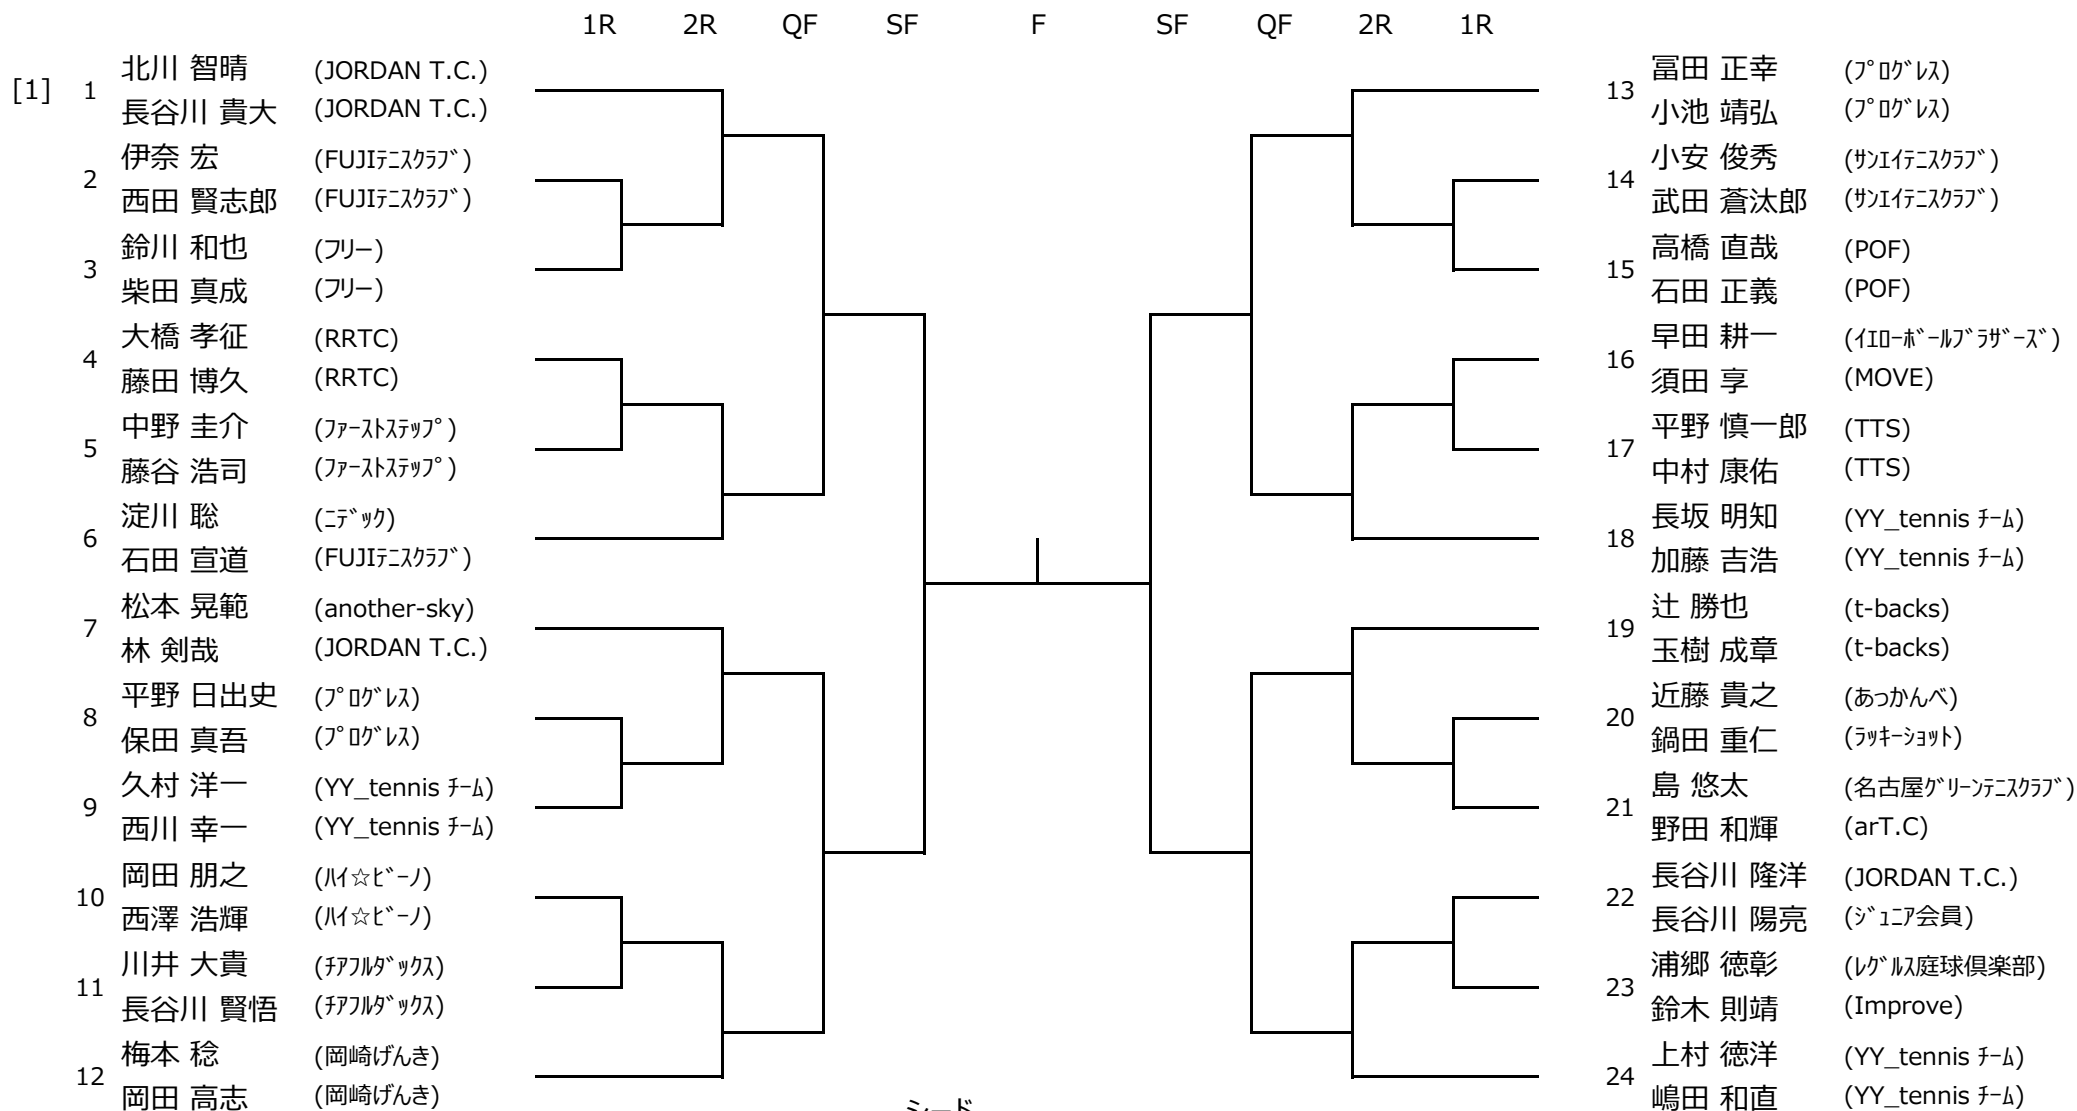 1R 2R QF SF F SF QF 2R 1R
[1] 1 北川 智晴 (JORDAN T.C.)
長谷川 貴大 (JORDAN T.C.)
2 伊奈 宏 (FUJIﾃﾆｽｸﾗﾌﾞ)
西田 賢志郎 (FUJIﾃﾆｽｸﾗﾌﾞ)
3 鈴川 和也 (フリー)
柴田 真成 (フリー)
4 大橋 孝征 (RRTC)
藤田 博久 (RRTC)
5 中野 圭介 (ﾌｧｰｽﾄｽﾃｯﾌﾟ)
藤谷 浩司 (ﾌｧｰｽﾄｽﾃｯﾌﾟ)
6 淀川 聡 (ﾆﾃﾞｯｸ)
石田 宣道 (FUJIﾃﾆｽｸﾗﾌﾞ)
7 松本 晃範 (another-sky)
林 剣哉 (JORDAN T.C.)
8 平野 日出史 (ﾌﾟﾛｸﾞﾚｽ)
保田 真吾 (ﾌﾟﾛｸﾞﾚｽ)
9 久村 洋一 (YY_tennis ﾁｰﾑ)
西川 幸一 (YY_tennis ﾁｰﾑ)
10 岡田 朋之 (ﾊｲ☆ﾋﾞｰﾉ)
西澤 浩輝 (ﾊｲ☆ﾋﾞｰﾉ)
11 川井 大貴 (ﾁｱﾌﾙﾀﾞｯｸｽ)
長谷川 賢悟 (ﾁｱﾌﾙﾀﾞｯｸｽ)
12 梅本 稔 (岡崎げんき)
岡田 高志 (岡崎げんき)
13 冨田 正幸 (ﾌﾟﾛｸﾞﾚｽ)
小池 靖弘 (ﾌﾟﾛｸﾞﾚｽ)
14 小安 俊秀 (ｻﾝｴｲﾃﾆｽｸﾗﾌﾞ)
武田 蒼汰郎 (ｻﾝｴｲﾃﾆｽｸﾗﾌﾞ)
15 高橋 直哉 (POF)
石田 正義 (POF)
16 早田 耕一 (ｲｴﾛｰﾎﾞｰﾙﾌﾞﾗｻﾞｰｽﾞ)
須田 享 (MOVE)
17 平野 慎一郎 (TTS)
中村 康佑 (TTS)
18 長坂 明知 (YY_tennis ﾁｰﾑ)
加藤 吉浩 (YY_tennis ﾁｰﾑ)
19 辻 勝也 (t-backs)
玉樹 成章 (t-backs)
20 近藤 貴之 (あっかんべ)
鍋田 重仁 (ﾗｯｷｰｼｮｯﾄ)
21 島 悠太 (名古屋ｸﾞﾘｰﾝﾃﾆｽｸﾗﾌﾞ)
野田 和輝 (arT.C)
22 長谷川 隆洋 (JORDAN T.C.)
長谷川 陽亮 (ｼﾞｭﾆｱ会員)
23 浦郷 徳彰 (ﾚｸﾞﾙｽ庭球倶楽部)
鈴木 則靖 (Improve)
24 上村 徳洋 (YY_tennis ﾁｰﾑ)
嶋田 和直 (YY_tennis ﾁｰﾑ)
シード